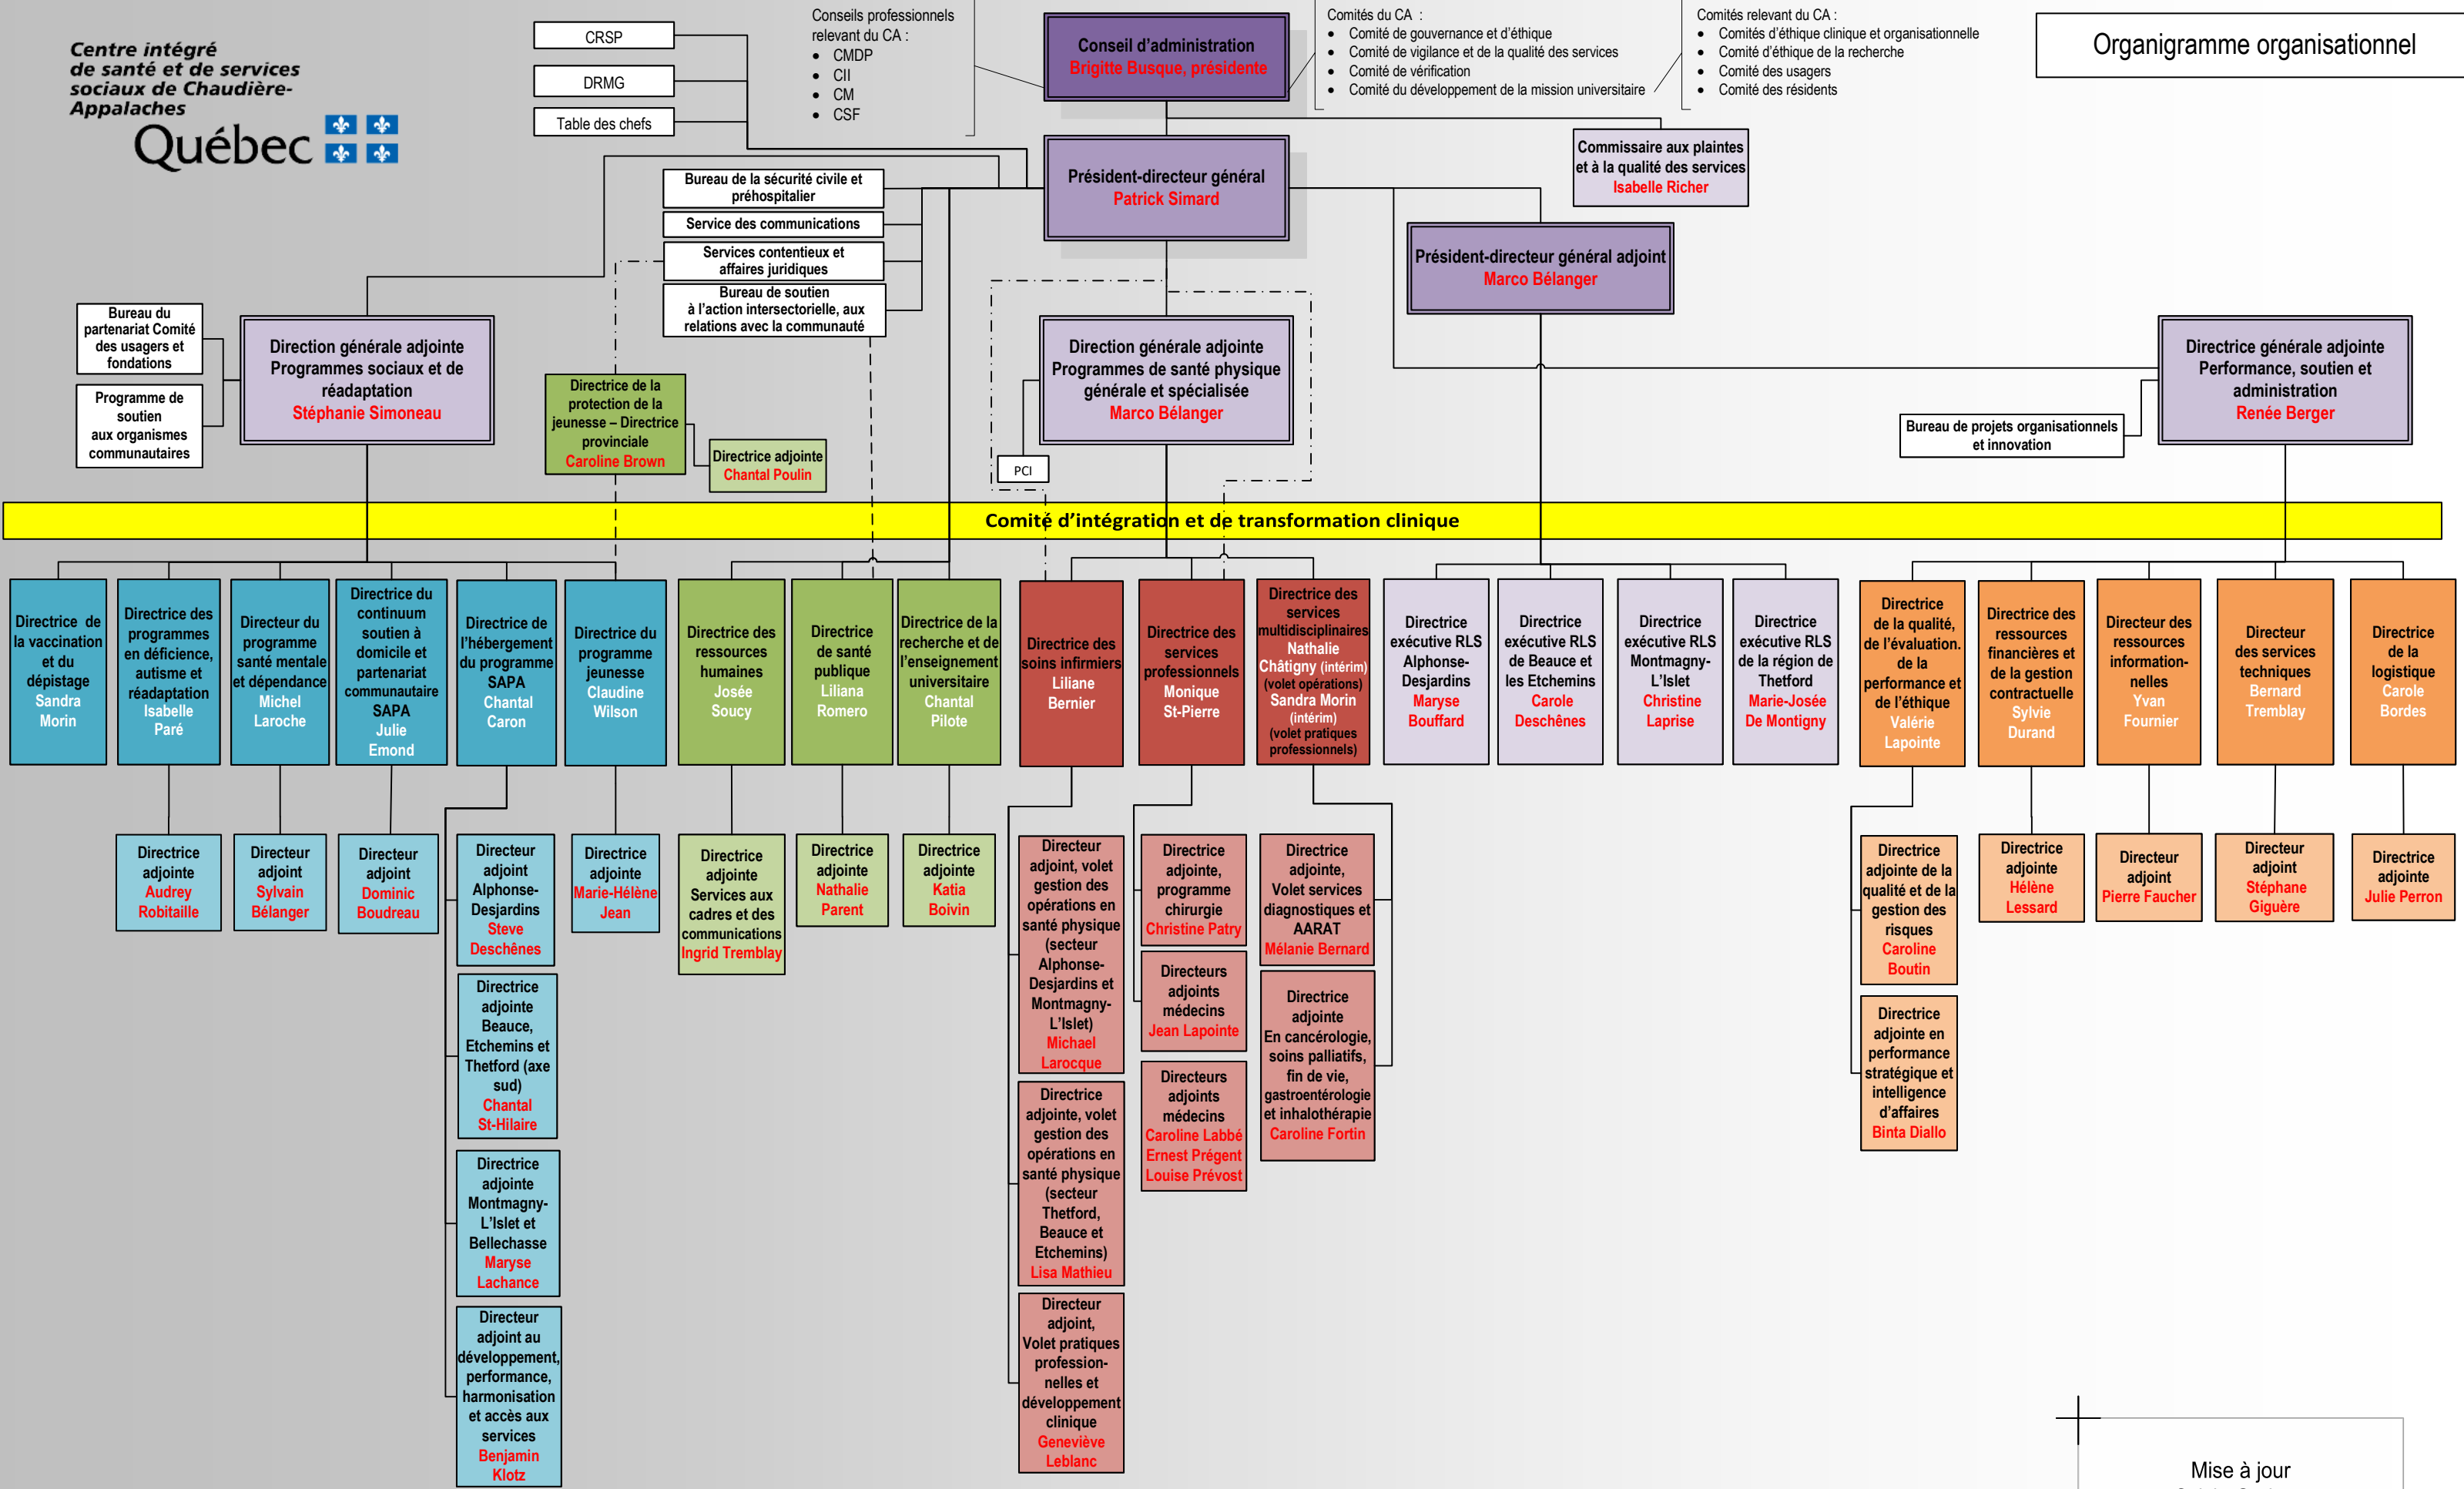 Centre intégré
de santé et de services
sociaux de Chaudière-
Appalaches
Québec
CRSP
DRMG
Table des chefs
Conseils professionnels
relevant du CA :
• CMDP
• CII
• CM
• CSF
Conseil d'administration
Brigitte Busque, présidente
Comités du CA :
• Comité de gouvernance et d'éthique
• Comité de vigilance et de la qualité des services
• Comité de vérification
• Comité du développement de la mission universitaire
Comités relevant du CA :
• Comités d'éthique clinique et organisationnelle
• Comité d'éthique de la recherche
• Comité des usagers
• Comité des résidents
Organigramme organisationnel
Commissaire aux plaintes
et à la qualité des services
Isabelle Richer
Président-directeur général
Patrick Simard
Bureau de la sécurité civile et
préhospitalier
Service des communications
Services contentieux et
affaires juridiques
Bureau de soutien
à l'action intersectorielle, aux
relations avec la communauté
Président-directeur général adjoint
Marco Bélanger
Bureau du
partenariat Comité
des usagers et
fondations
Programme de
soutien
aux organismes
communautaires
Direction générale adjointe
Programmes sociaux et de
réadaptation
Stéphanie Simoneau
Directrice de la
protection de la
jeunesse – Directrice
provinciale
Caroline Brown
Directrice adjointe
Chantal Poulin
Direction générale adjointe
Programmes de santé physique
générale et spécialisée
Marco Bélanger
PCI
Directrice générale adjointe
Performance, soutien et
administration
Renée Berger
Bureau de projets organisationnels
et innovation
Comité d'intégration et de transformation clinique
Directrice de
la vaccination
et du
dépistage
Sandra
Morin
Directrice des
programmes
en déficience,
autisme et
réadaptation
Isabelle
Paré
Directeur du
programme
santé mentale
et dépendance
Michel
Laroche
Directrice du
continuum
soutien à
domicile et
partenariat
communautaire
SAPA
Julie
Emond
Directrice de
l'hébergement
du programme
SAPA
Chantal
Caron
Directrice du
programme
jeunesse
Claudine
Wilson
Directrice des
ressources
humaines
Josée
Soucy
Directrice
de santé
publique
Liliana
Romero
Directrice de la
recherche et de
l'enseignement
universitaire
Chantal
Pilote
Directrice des
soins infirmiers
Liliane
Bernier
Directrice des
services
professionnels
Monique
St-Pierre
Directrice des
services
multidisciplinaires
Nathalie
Châtigny (intérim)
(volet opérations)
Sandra Morin
(intérim)
(volet pratiques
professionnels)
Directrice
exécutive RLS
Alphonse-
Desjardins
Maryse
Bouffard
Directrice
exécutive RLS
de Beauce et
les Etchemins
Carole
Deschênes
Directrice
exécutive RLS
Montmagny-
L'Islet
Christine
Laprise
Directrice
exécutive RLS
de la région de
Thetford
Marie-Josée
De Montigny
Directrice
de la qualité,
de l'évaluation.
de la
performance et
de l'éthique
Valérie
Lapointe
Directrice des
ressources
financières et
de la gestion
contractuelle
Sylvie
Durand
Directeur des
ressources
information-
nelles
Yvan
Fournier
Directeur
des services
techniques
Bernard
Tremblay
Directrice
de la
logistique
Carole
Bordes
Directrice
adjointe
Audrey
Robitaille
Directeur
adjoint
Sylvain
Bélanger
Directeur
adjoint
Dominic
Boudreau
Directeur
adjoint
Alphonse-
Desjardins
Steve
Deschênes
Directrice
adjointe
Beauce,
Etchemins et
Thetford (axe
sud)
Chantal
St-Hilaire
Directrice
adjointe
Montmagny-
L'Islet et
Bellechasse
Maryse
Lachance
Directeur
adjoint au
développement,
performance,
harmonisation
et accès aux
services
Benjamin
Klotz
Directrice
adjointe
Marie-Hélène
Jean
Directrice
adjointe
Services aux
cadres et des
communications
Ingrid Tremblay
Directrice
adjointe
Nathalie
Parent
Directrice
adjointe
Katia
Boivin
Directeur
adjoint, volet
gestion des
opérations en
santé physique
(secteur
Alphonse-
Desjardins et
Montmagny-
L'Islet)
Michael
Larocque
Directrice
adjointe, volet
gestion des
opérations en
santé physique
(secteur
Thetford,
Beauce et
Etchemins)
Lisa Mathieu
Directeur
adjoint,
Volet pratiques
profession-
nelles et
développement
clinique
Geneviève
Leblanc
Directrice
adjointe,
programme
chirurgie
Christine Patry
Directeurs
adjoints
médecins
Jean Lapointe
Directeurs
adjoints
médecins
Caroline Labbé
Ernest Prégent
Louise Prévost
Directrice
adjointe,
Volet services
diagnostiques et
AARAT
Mélanie Bernard
Directrice
adjointe
En cancérologie,
soins palliatifs,
fin de vie,
gastroentérologie
et inhalothérapie
Caroline Fortin
Directrice
adjointe de la
qualité et de la
gestion des
risques
Caroline
Boutin
Directrice
adjointe en
performance
stratégique et
intelligence
d'affaires
Binta Diallo
Directrice
adjointe
Hélène
Lessard
Directeur
adjoint
Pierre Faucher
Directeur
adjoint
Stéphane
Giguère
Directrice
adjointe
Julie Perron
Mise à jour